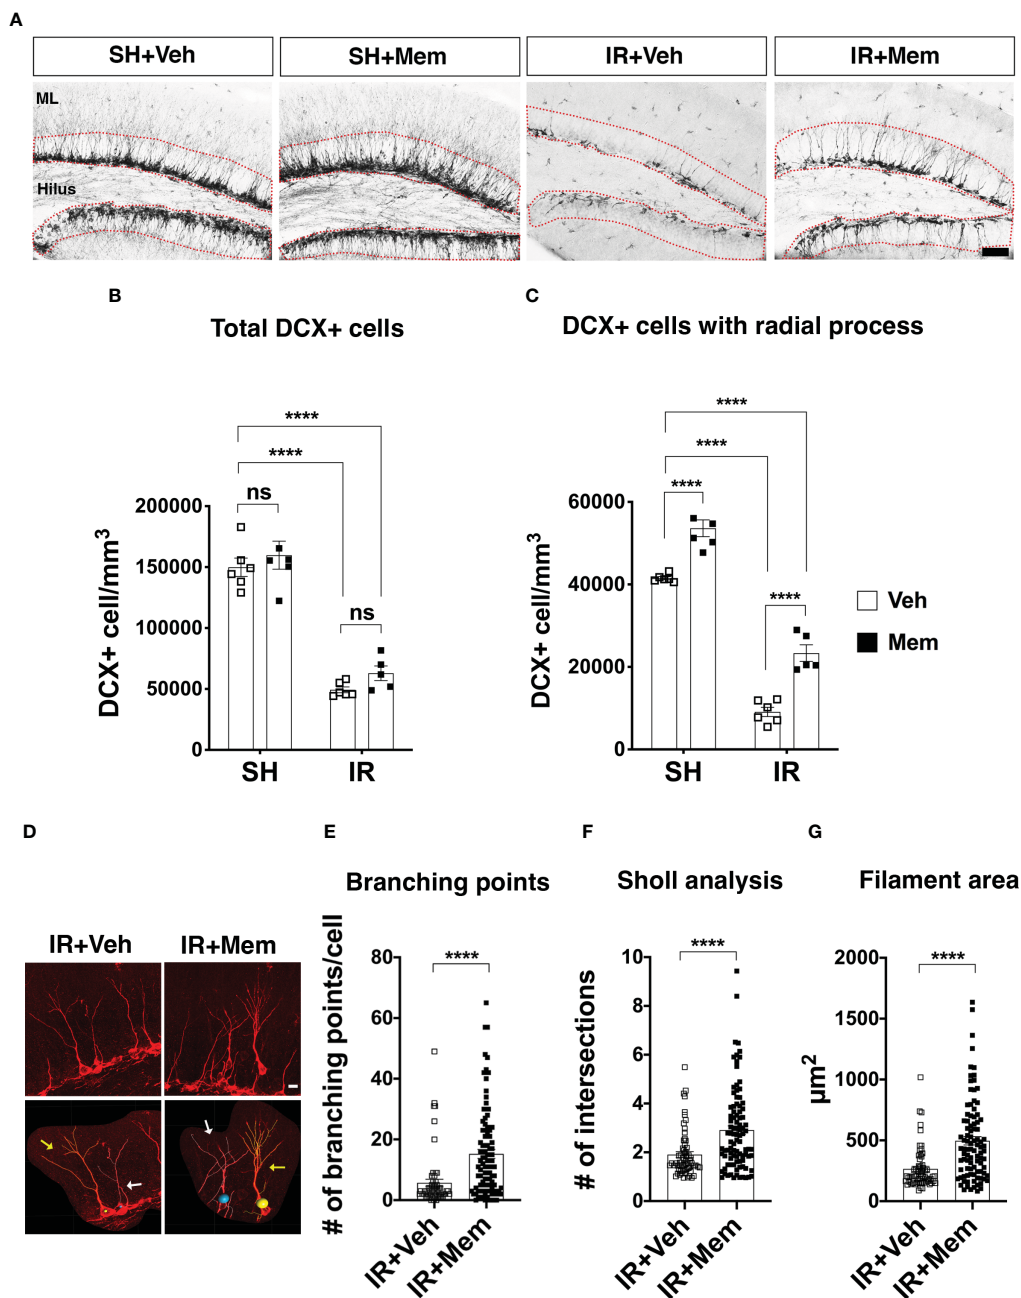 A
SH+Veh SH+Mem IR+Veh IR+Mem
ML
Hilus
B
Total DCX+ cells
****
****
ns
ns
DCX+ cell/mm³
200000
150000
100000
50000
0
SH IR
C
DCX+ cells with radial process
****
****
****
****
DCX+ cell/mm³
60000
40000
20000
0
SH IR
Veh
Mem
D
IR+Veh IR+Mem
E
Branching points
****
# of branching points/cell
80
60
40
20
0
IR+Veh IR+Mem
F
Sholl analysis
****
# of intersections
10
8
6
4
2
0
IR+Veh IR+Mem
G
Filament area
****
µm²
2000
1500
1000
500
0
IR+Veh IR+Mem